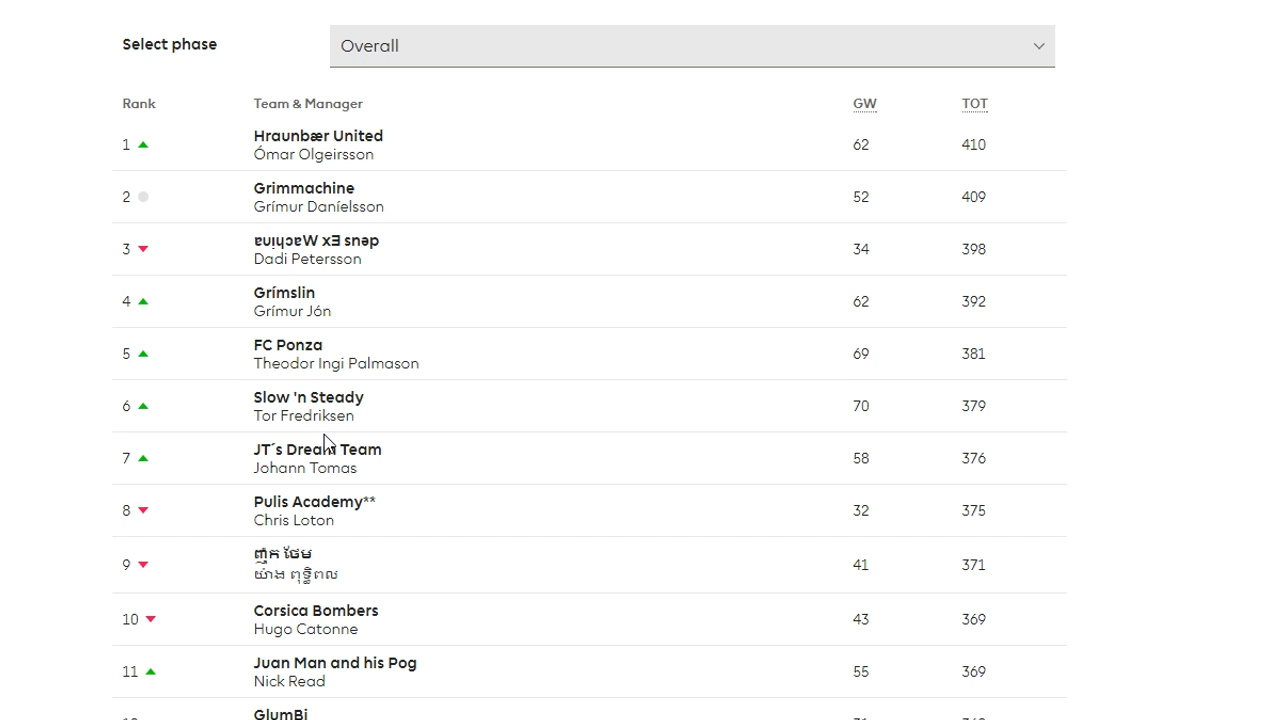 Select phase
Overall
Rank Team & Manager GW TOT
1 Hraunbær United 62 410
Ómar Olgeirsson
2 Grimmachine 52 409
Grímur Daníelsson
3 ɐuᴉɥɔɐW xƎ snǝp 34 398
Dadi Petersson
4 Grímslin 62 392
Grímur Jón
5 FC Ponza 69 381
Theodor Ingi Palmason
6 Slow 'n Steady 70 379
Tor Fredriksen
7 JT´s Dream Team 58 376
Johann Tomas
8 Pulis Academy** 32 375
Chris Loton
9 ញ៉ឹក ថែម 41 371
យ៉ាង ពុទ្ធិពល
10 Corsica Bombers 43 369
Hugo Catonne
11 Juan Man and his Pog 55 369
Nick Read
GlumBi